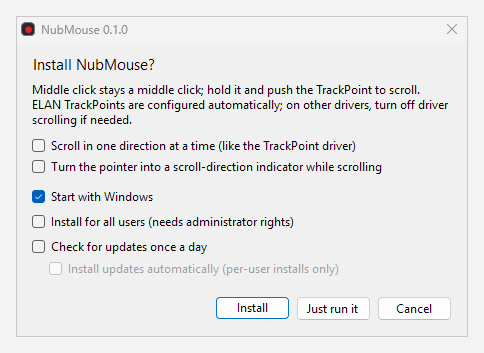 NubMouse 0.1.0
Install NubMouse?
Middle click stays a middle click; hold it and push the TrackPoint to scroll.
ELAN TrackPoints are configured automatically; on other drivers, turn off driver
scrolling if needed.
Scroll in one direction at a time (like the TrackPoint driver)
Turn the pointer into a scroll-direction indicator while scrolling
Start with Windows
Install for all users (needs administrator rights)
Check for updates once a day
Install updates automatically (per-user installs only)
Install
Just run it
Cancel